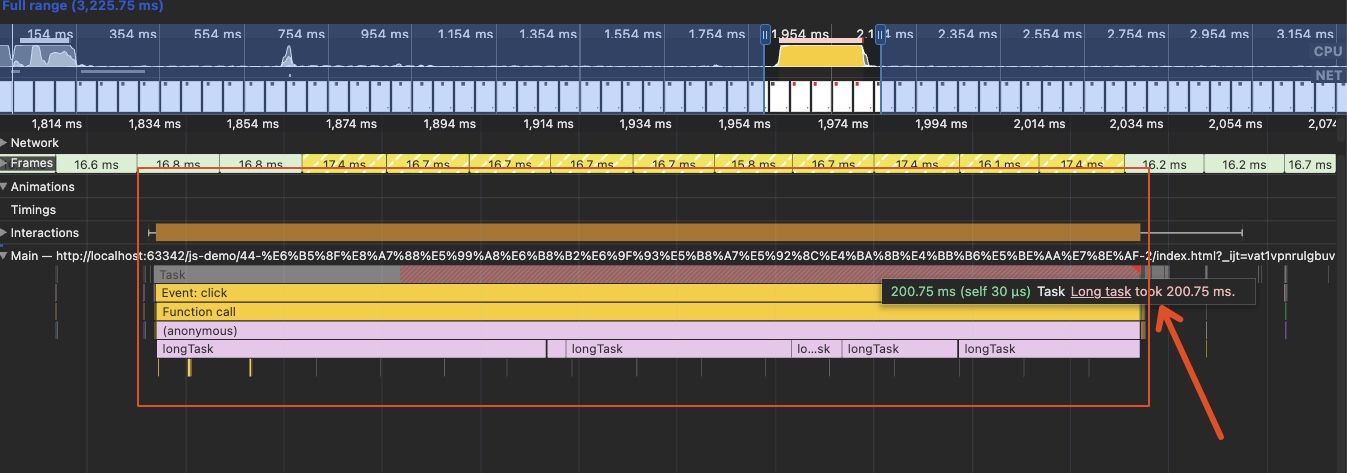 Full range (3,225.75 ms)
154 ms 354 ms 554 ms 754 ms 954 ms 1,154 ms 1,354 ms 1,554 ms 1,754 ms 1,954 ms 2,1 4 ms 2,354 ms 2,554 ms 2,754 ms 2,954 ms 3,154 ms
CPU
NET
1,814 ms 1,834 ms 1,854 ms 1,874 ms 1,894 ms 1,914 ms 1,934 ms 1,954 ms 1,974 ms 1,994 ms 2,014 ms 2,034 ms 2,054 ms 2,074
Network
Frames 16.6 ms 16.8 ms 16.8 ms 17.4 ms 16.7 ms 16.7 ms 16.7 ms 16.7 ms 15.8 ms 16.7 ms 17.4 ms 16.1 ms 17.4 ms 16.2 ms 16.2 ms 16.7 ms
Animations
Timings
Interactions
Main — http://localhost:63342/js-demo/44-%E6%B5%8F%E8%A7%88%E5%99%A8%E6%B8%B2%E6%9F%93%E5%B8%A7%E5%92%8C%E4%BA%8B%E4%BB%B6%E5%BE%AA%E7%8E%AF-2/index.html?_ijt=vat1vpnrulgbuv
Task
Event: click
200.75 ms (self 30 μs) Task Long task took 200.75 ms.
Function call
(anonymous)
longTask longTask lo...sk longTask longTask